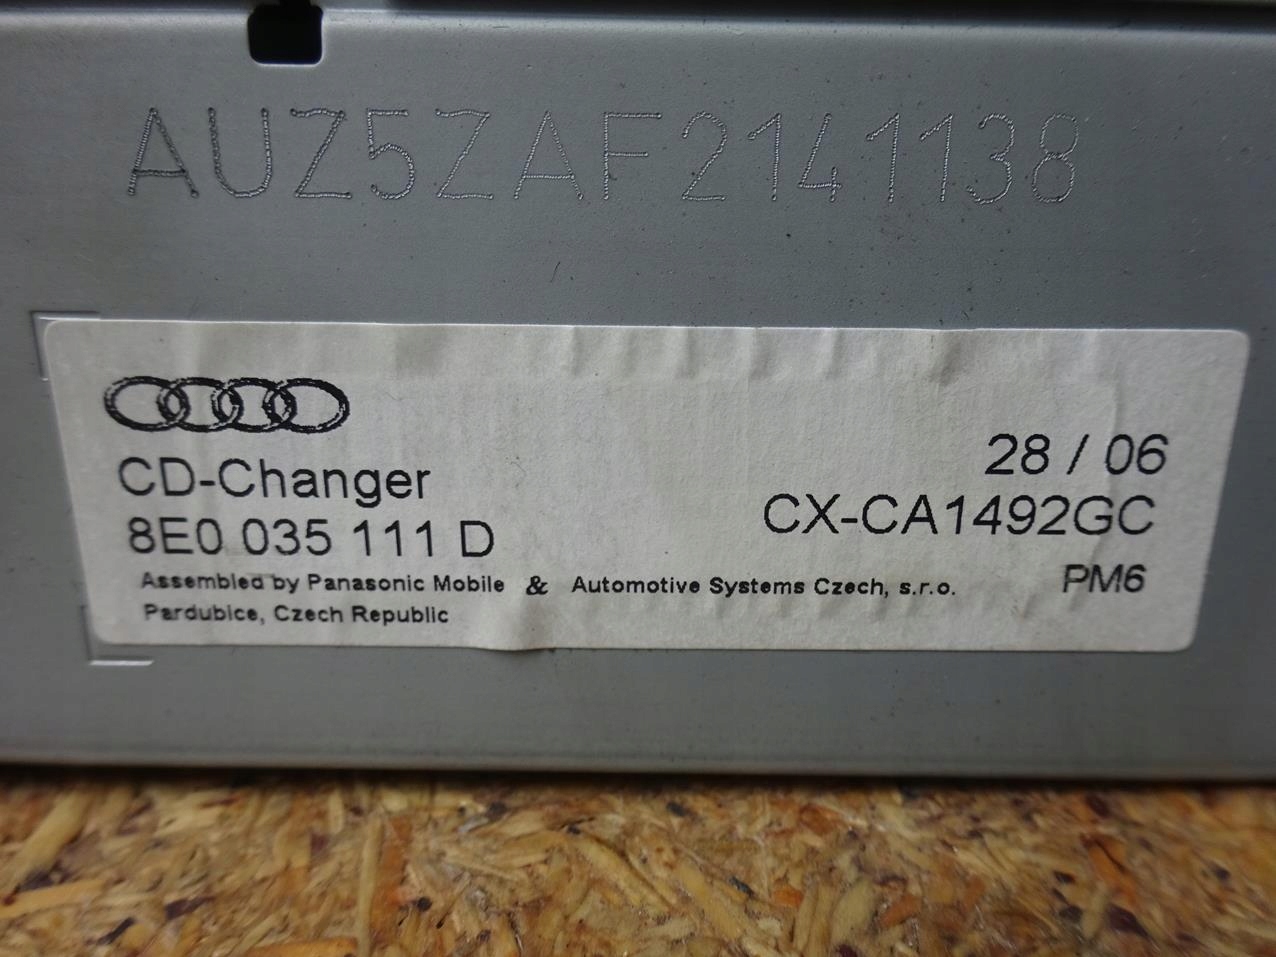 AUZ5ZAF2141138
CD-Changer
28 / 06
8E0 035 111 D
CX-CA1492GC
Assembled by Panasonic Mobile & Automotive Systems Czech, s.r.o.
PM6
Pardubice, Czech Republic